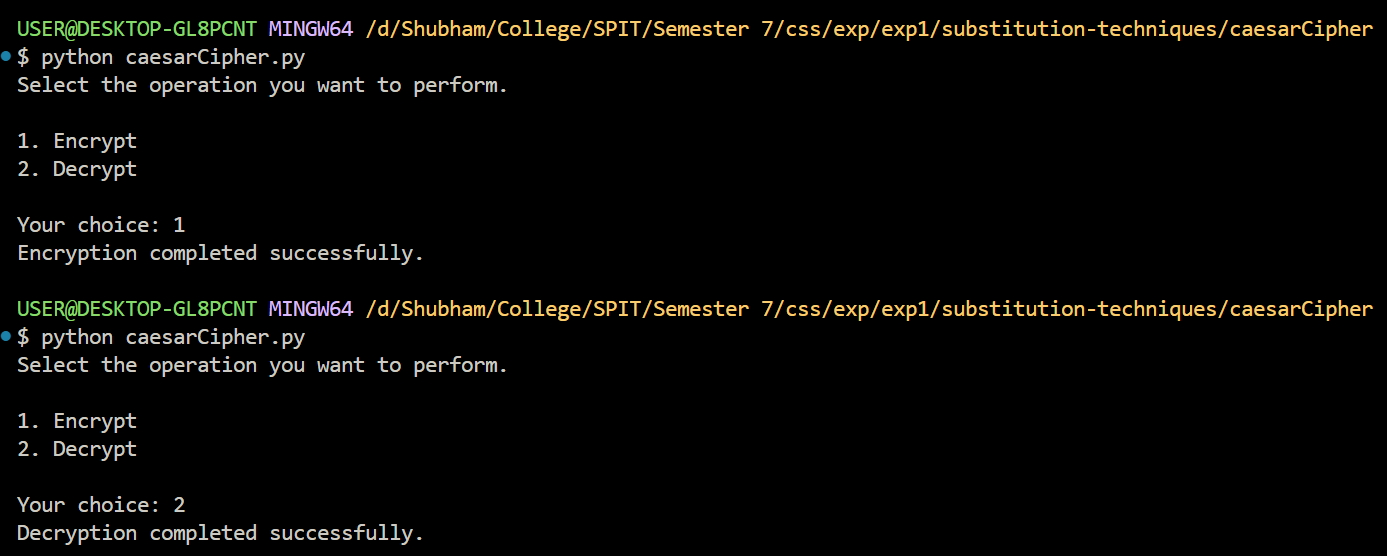 USER@DESKTOP-GL8PCNT MINGW64 /d/Shubham/College/SPIT/Semester 7/css/exp/exp1/substitution-techniques/caesarCipher
$ python caesarCipher.py
Select the operation you want to perform.
1. Encrypt
2. Decrypt
Your choice: 1
Encryption completed successfully.
USER@DESKTOP-GL8PCNT MINGW64 /d/Shubham/College/SPIT/Semester 7/css/exp/exp1/substitution-techniques/caesarCipher
$ python caesarCipher.py
Select the operation you want to perform.
1. Encrypt
2. Decrypt
Your choice: 2
Decryption completed successfully.